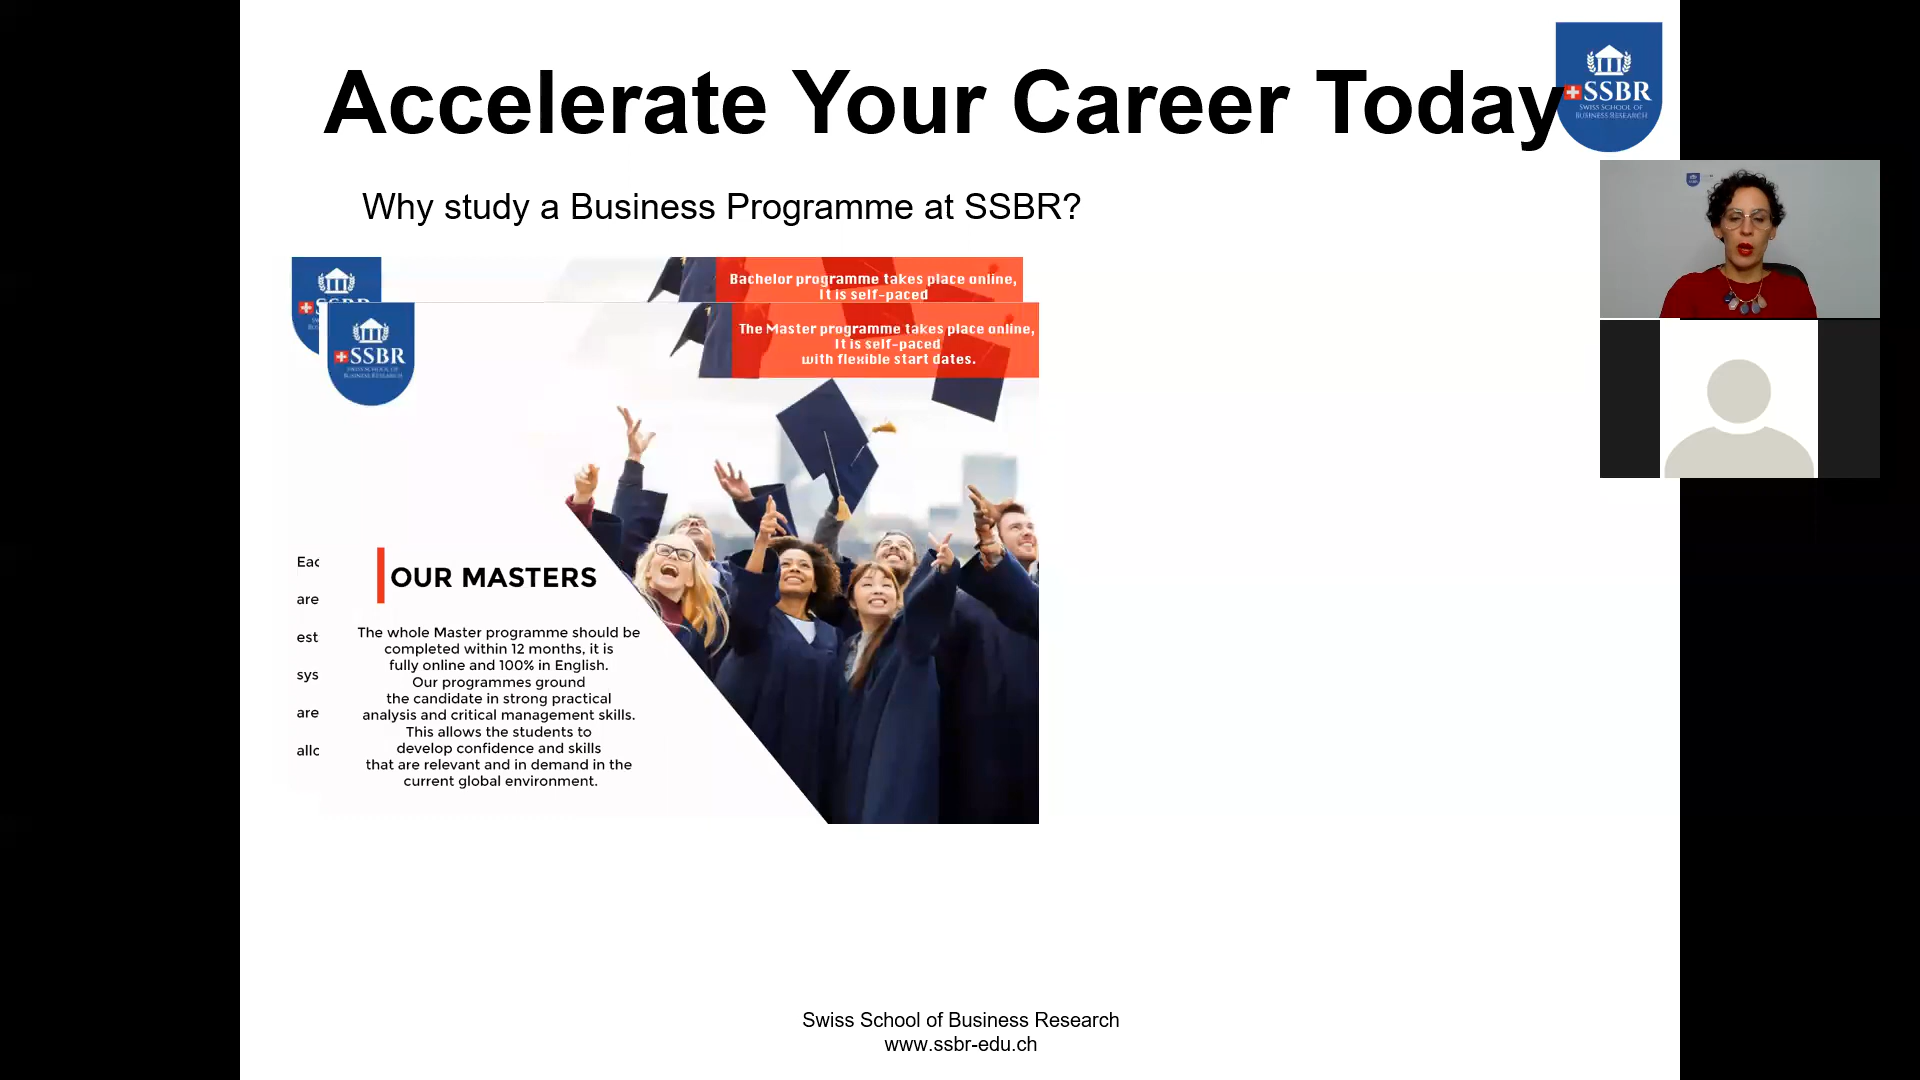 Accelerate Your Career Today
SSBR
SWISS SCHOOL OF
BUSINESS RESEARCH
Why study a Business Programme at SSBR?
Bachelor programme takes place online,
It is self-paced
The Master programme takes place online,
It is self-paced
with flexible start dates.
SSBR
SWISS SCHOOL OF
BUSINESS RESEARCH
Eac
are
est
sys
are
allc
OUR MASTERS
The whole Master programme should be
completed within 12 months, it is
fully online and 100% in English.
Our programmes ground
the candidate in strong practical
analysis and critical management skills.
This allows the students to
develop confidence and skills
that are relevant and in demand in the
current global environment.
Swiss School of Business Research
www.ssbr-edu.ch